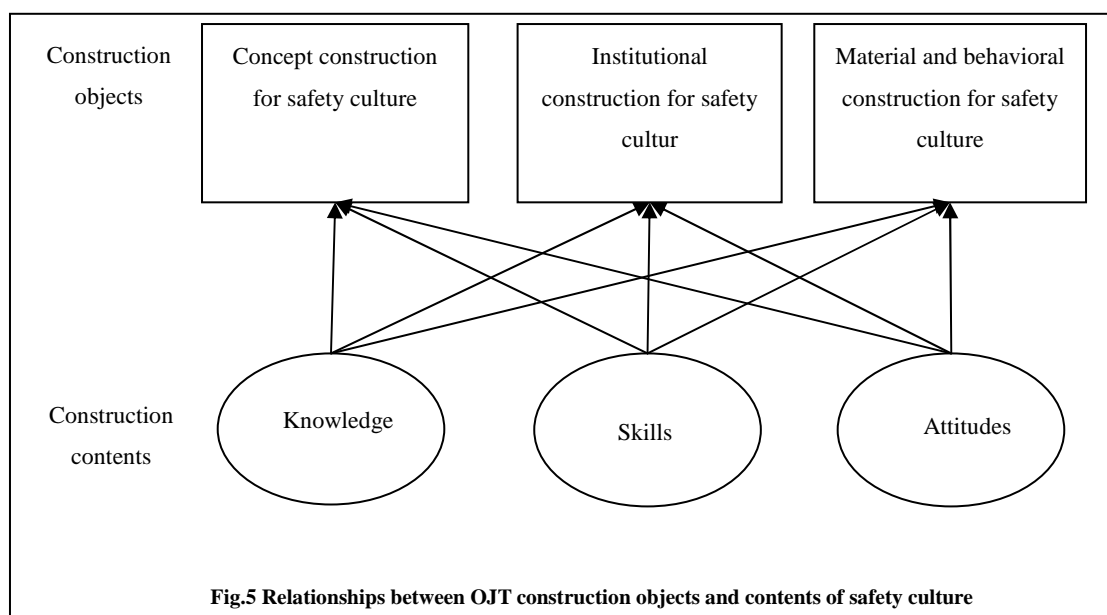 Construction
objects
Concept construction
for safety culture
Institutional
construction for safety
cultur
Material and behavioral
construction for safety
culture
Construction
contents
Knowledge
Skills
Attitudes
Fig.5 Relationships between OJT construction objects and contents of safety culture